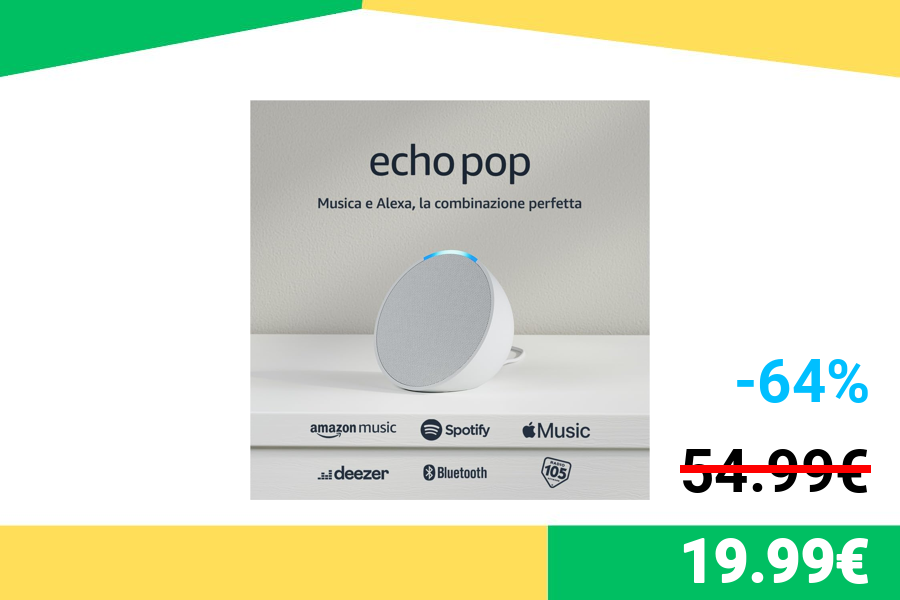 echo pop
Musica e Alexa, la combinazione perfetta
amazon music
Spotify
Music
deezer
Bluetooth
RADIO
105
-64%
54.99€
19.99€